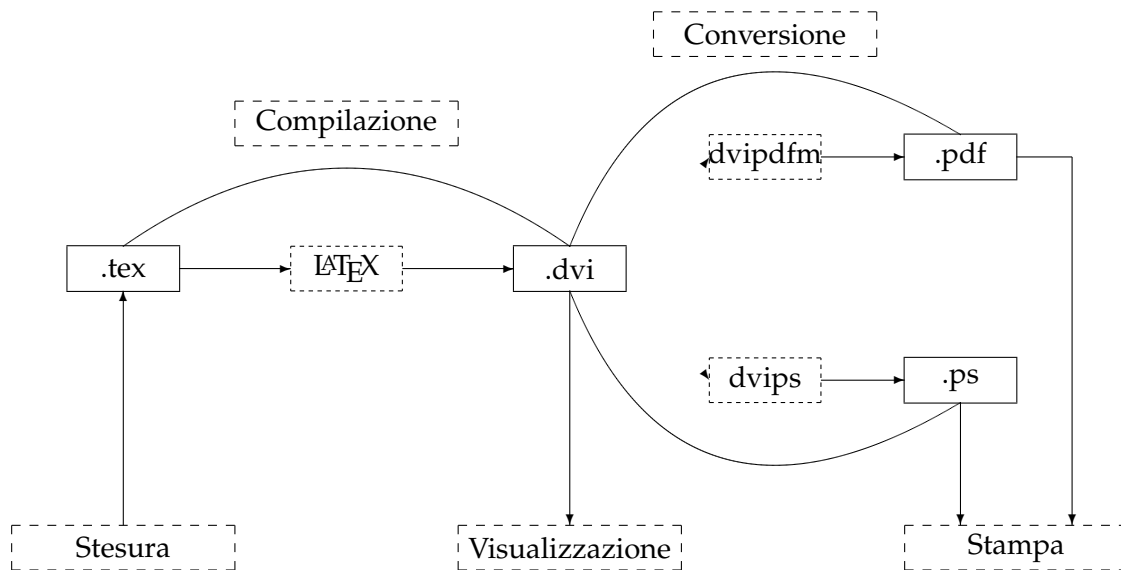 Conversione
Compilazione
dvipdfm
.pdf
.tex
LATEX
.dvi
dvips
.ps
Stesura
Visualizzazione
Stampa